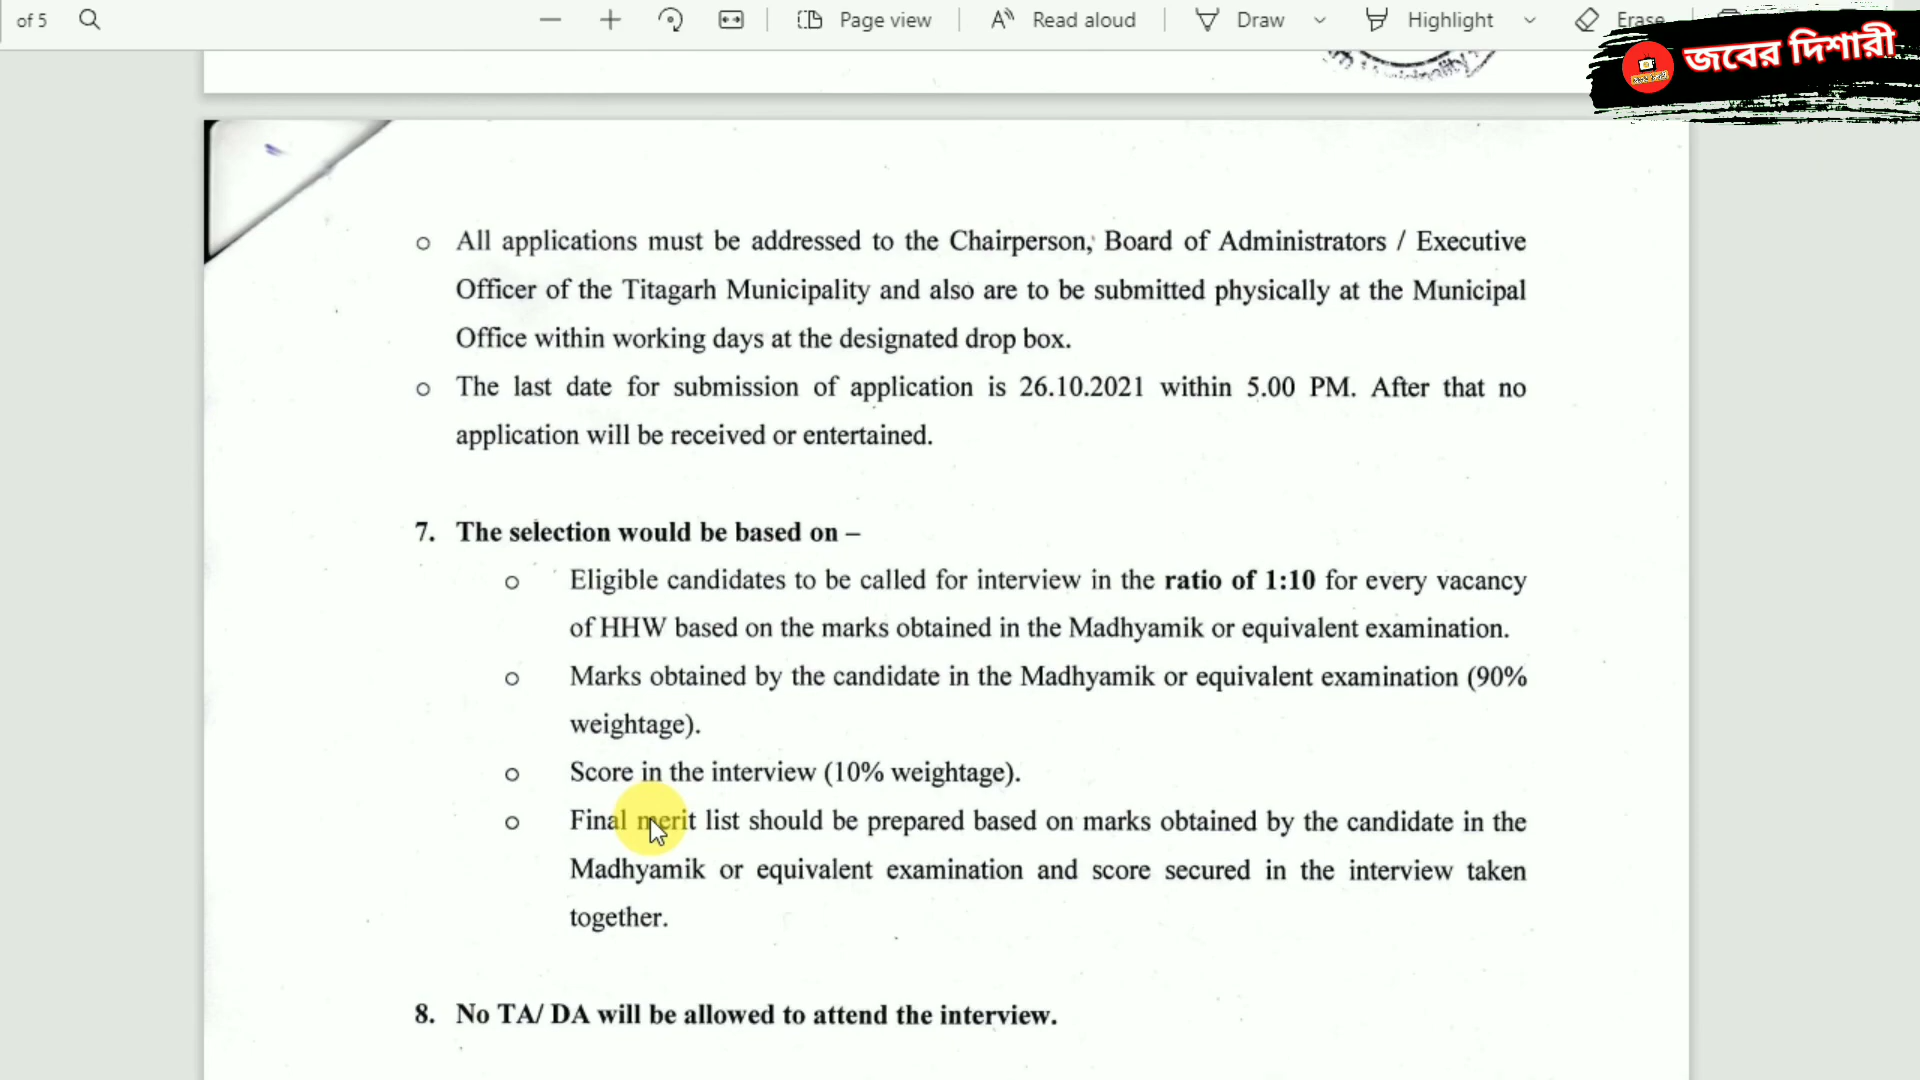 of 5 Page view Read aloud Draw Highlight Erase
জবের দিশারী
o All applications must be addressed to the Chairperson, Board of Administrators / Executive
Officer of the Titagarh Municipality and also are to be submitted physically at the Municipal
Office within working days at the designated drop box.
o The last date for submission of application is 26.10.2021 within 5.00 PM. After that no
application will be received or entertained.
7. The selection would be based on –
o Eligible candidates to be called for interview in the ratio of 1:10 for every vacancy
of HHW based on the marks obtained in the Madhyamik or equivalent examination.
o Marks obtained by the candidate in the Madhyamik or equivalent examination (90%
weightage).
o Score in the interview (10% weightage).
o Final merit list should be prepared based on marks obtained by the candidate in the
Madhyamik or equivalent examination and score secured in the interview taken
together.
8. No TA/ DA will be allowed to attend the interview.